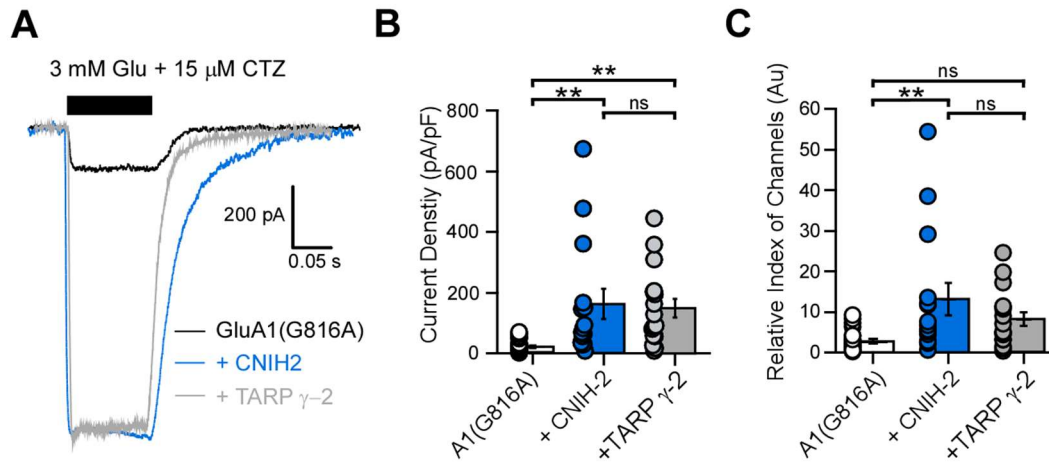 A
3 mM Glu + 15 μM CTZ
200 pA
0.05 s
GluA1(G816A)
+ CNIH2
+ TARP γ-2
B
**
**
ns
Current Denstiy (pA/pF)
800
600
400
200
0
A1(G816A)
+ CNIH-2
+TARP γ-2
C
ns
**
ns
Relative Index of Channels (Au)
60
50
40
30
20
10
0
A1(G816A)
+ CNIH-2
+TARP γ-2